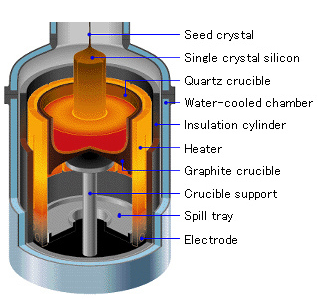 Seed crystal
Single crystal silicon
Quartz crucible
Water-cooled chamber
Insulation cylinder
Heater
Graphite crucible
Crucible support
Spill tray
Electrode